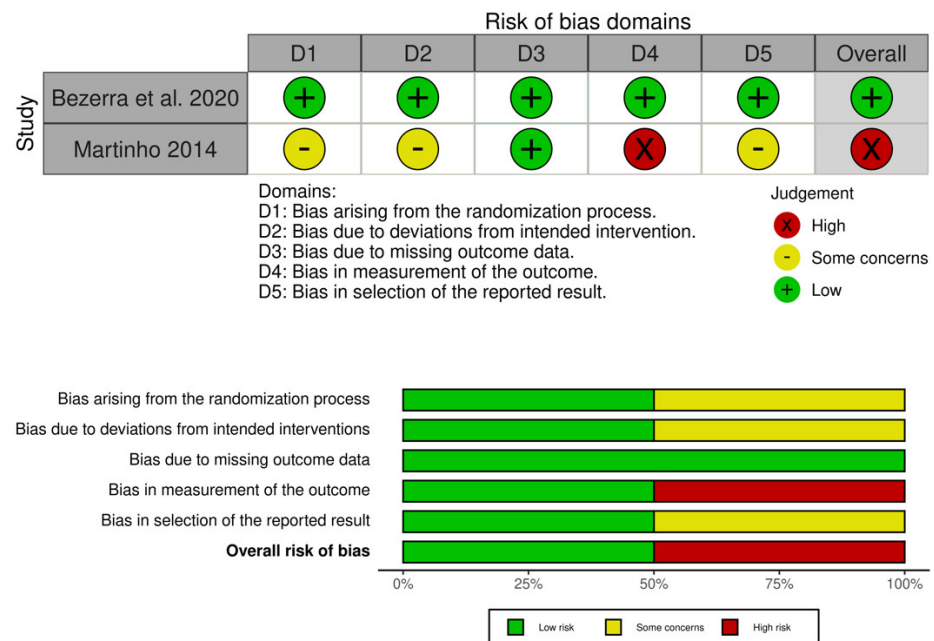 Risk of bias domains
D1 D2 D3 D4 D5 Overall
Study
Bezerra et al. 2020 + + + + + +
Martinho 2014 - - + X - X
Domains:
D1: Bias arising from the randomization process.
D2: Bias due to deviations from intended intervention.
D3: Bias due to missing outcome data.
D4: Bias in measurement of the outcome.
D5: Bias in selection of the reported result.
Judgement
X High
- Some concerns
+ Low
Bias arising from the randomization process
Bias due to deviations from intended interventions
Bias due to missing outcome data
Bias in measurement of the outcome
Bias in selection of the reported result
Overall risk of bias
0% 25% 50% 75% 100%
Low risk Some concerns High risk